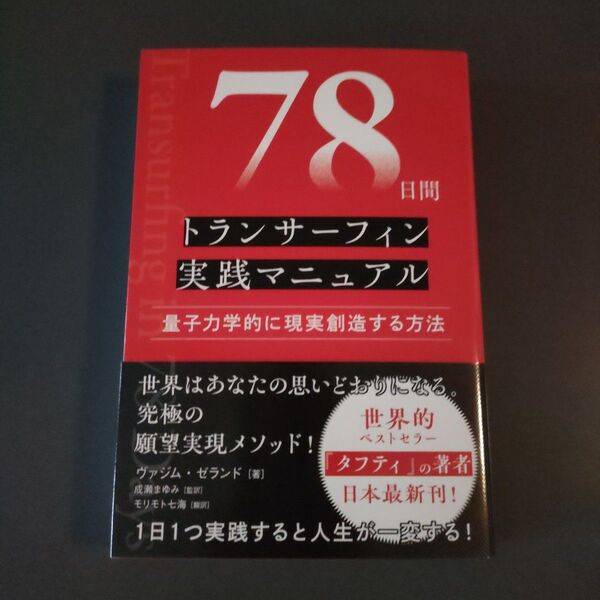 78
日間
トランサーフィン
実践マニュアル
量子力学的に現実創造する方法
Transurfing in 78 Days
世界はあなたの思いどおりになる。
究極の
願望実現メソッド!
ヴァジム・ゼランド [著]
成瀬まゆみ [監訳]
モリモト七海 [翻訳]
世界的
ベストセラー
『タフティ』の著者
日本最新刊!
1日1つ実践すると人生が一変する!